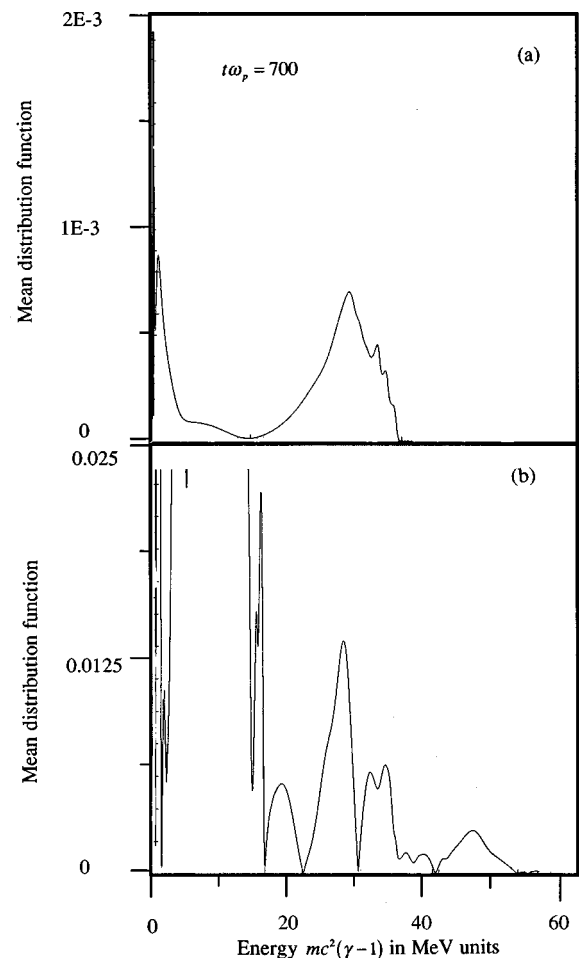 2E-3
(a)
tωₚ = 700
Mean distribution function
1E-3
0
0.025
(b)
Mean distribution function
0.0125
0
0 20 40 60
Energy mc²(γ−1) in MeV units